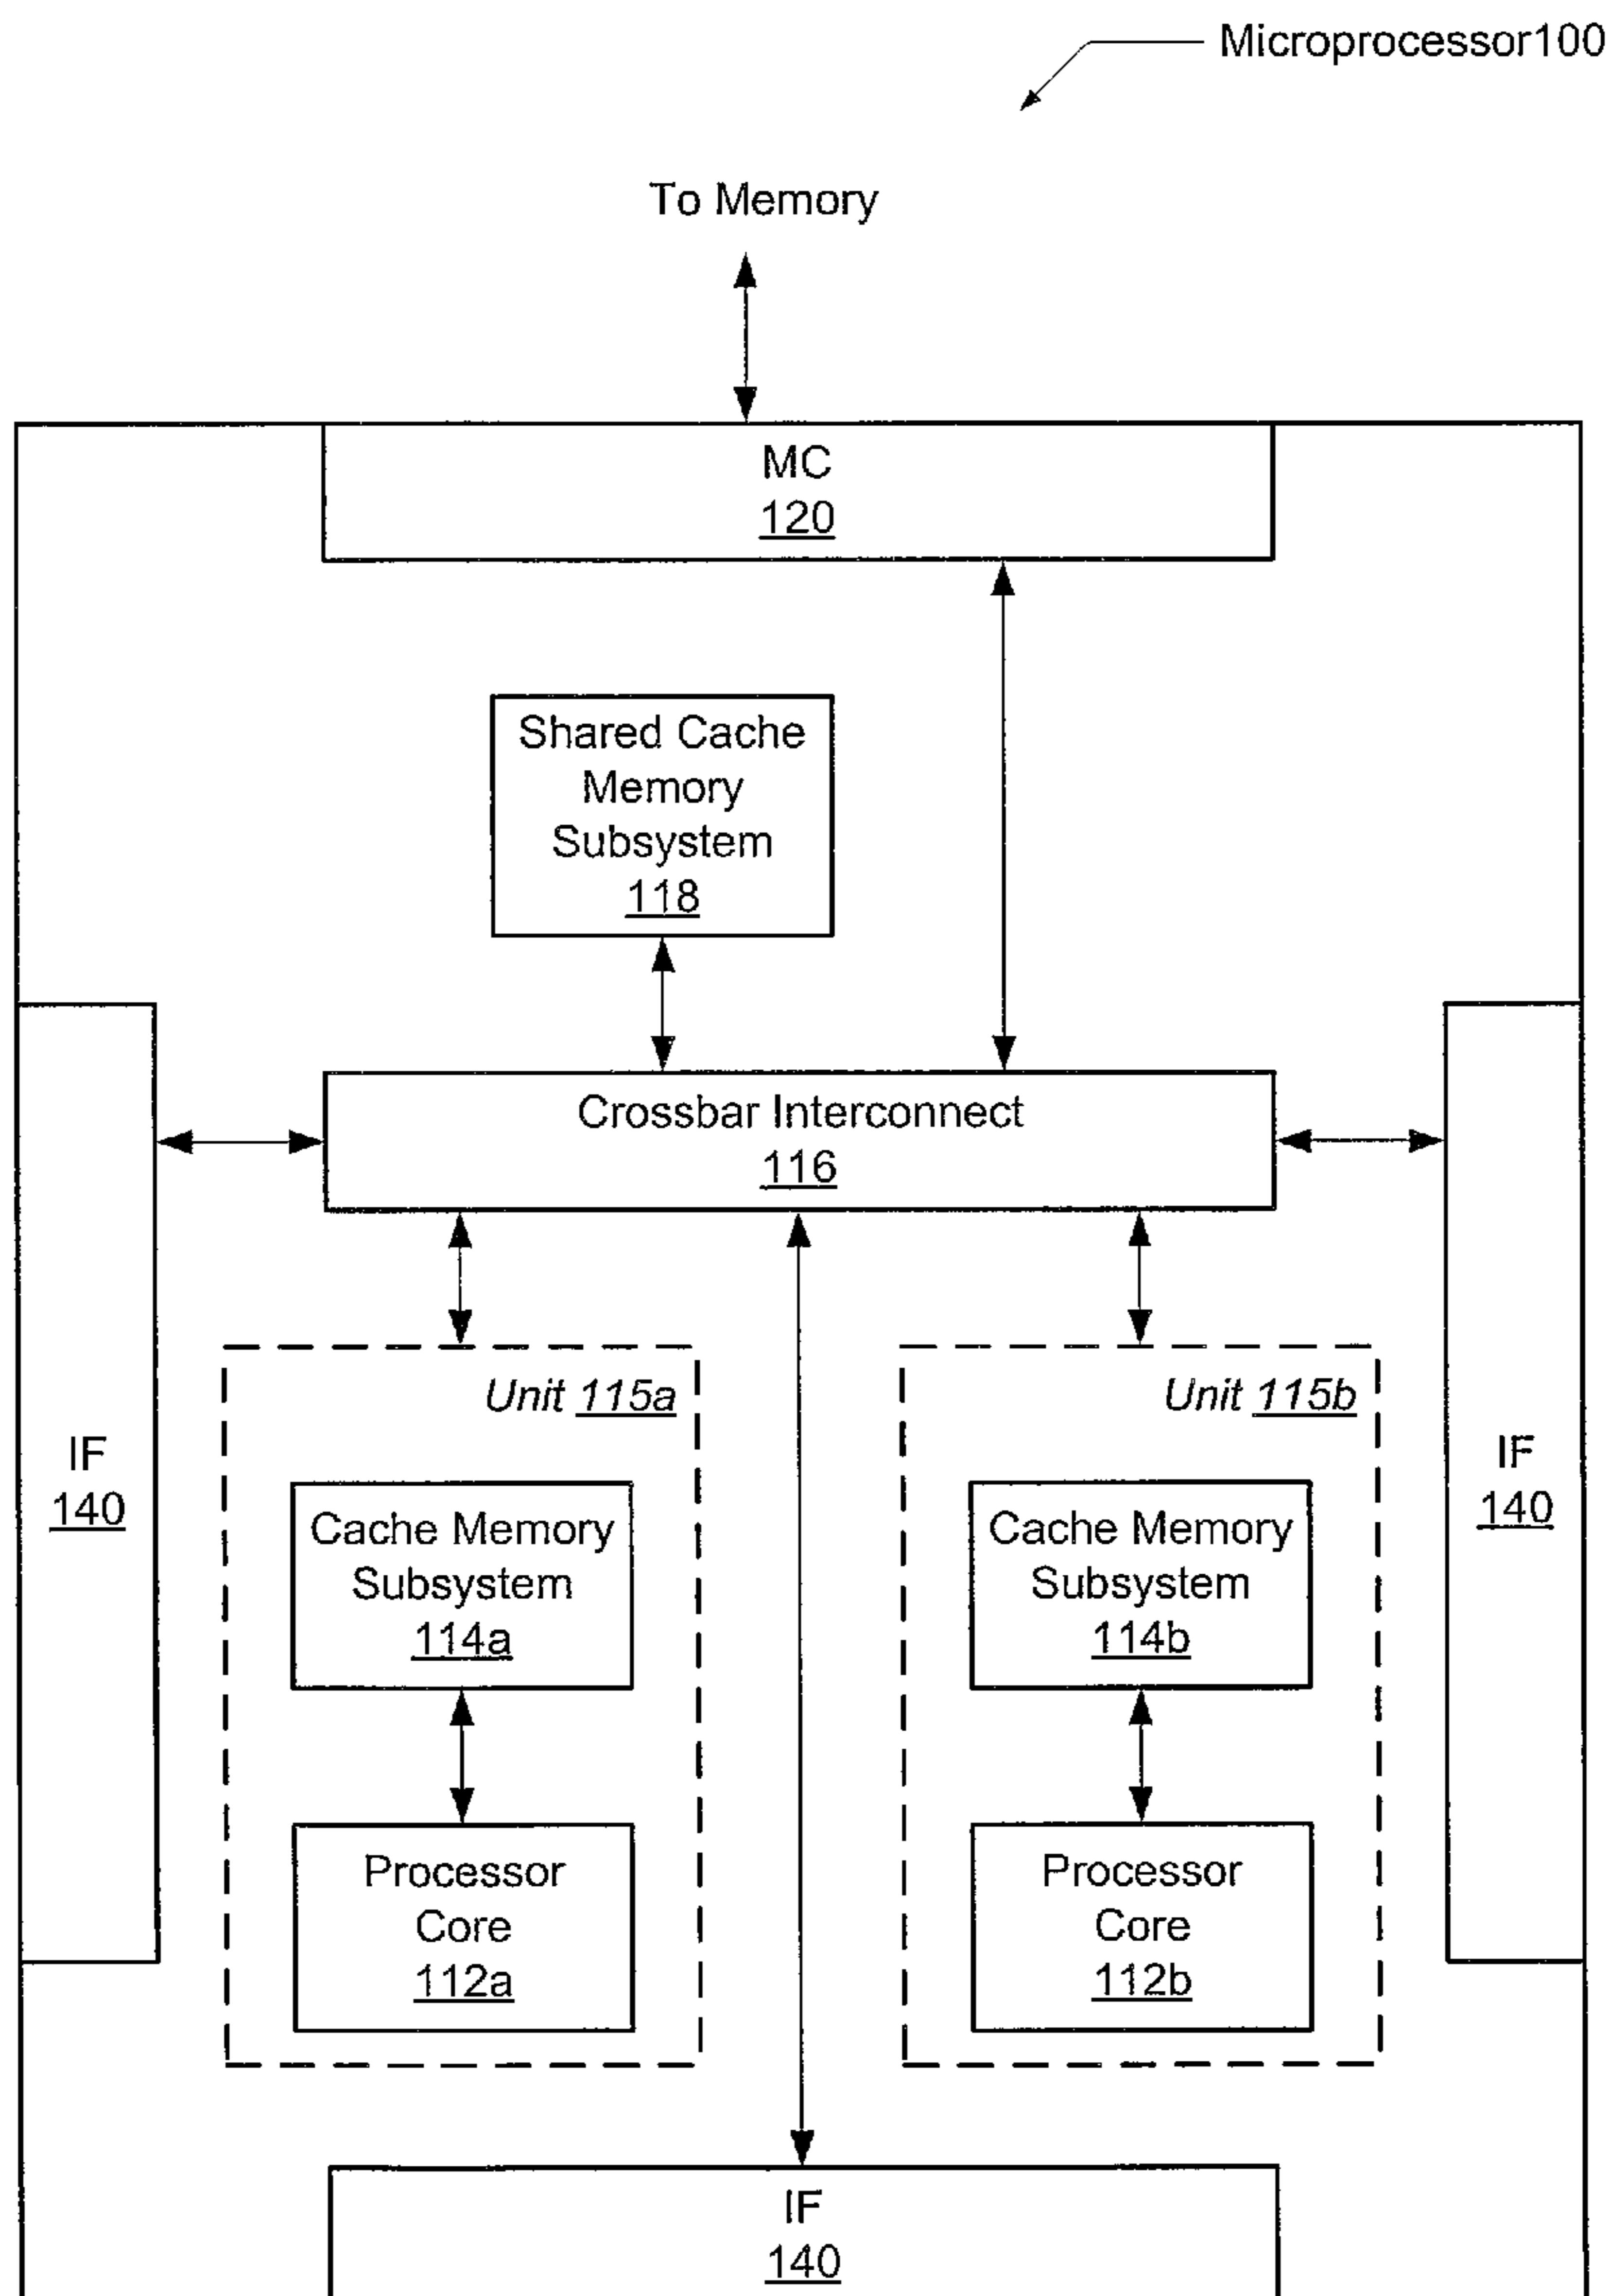 Microprocessor100
To Memory
MC
120
Shared Cache
Memory
Subsystem
118
Crossbar Interconnect
116
IF
140
Unit 115a
Cache Memory
Subsystem
114a
Processor
Core
112a
Unit 115b
Cache Memory
Subsystem
114b
Processor
Core
112b
IF
140
IF
140